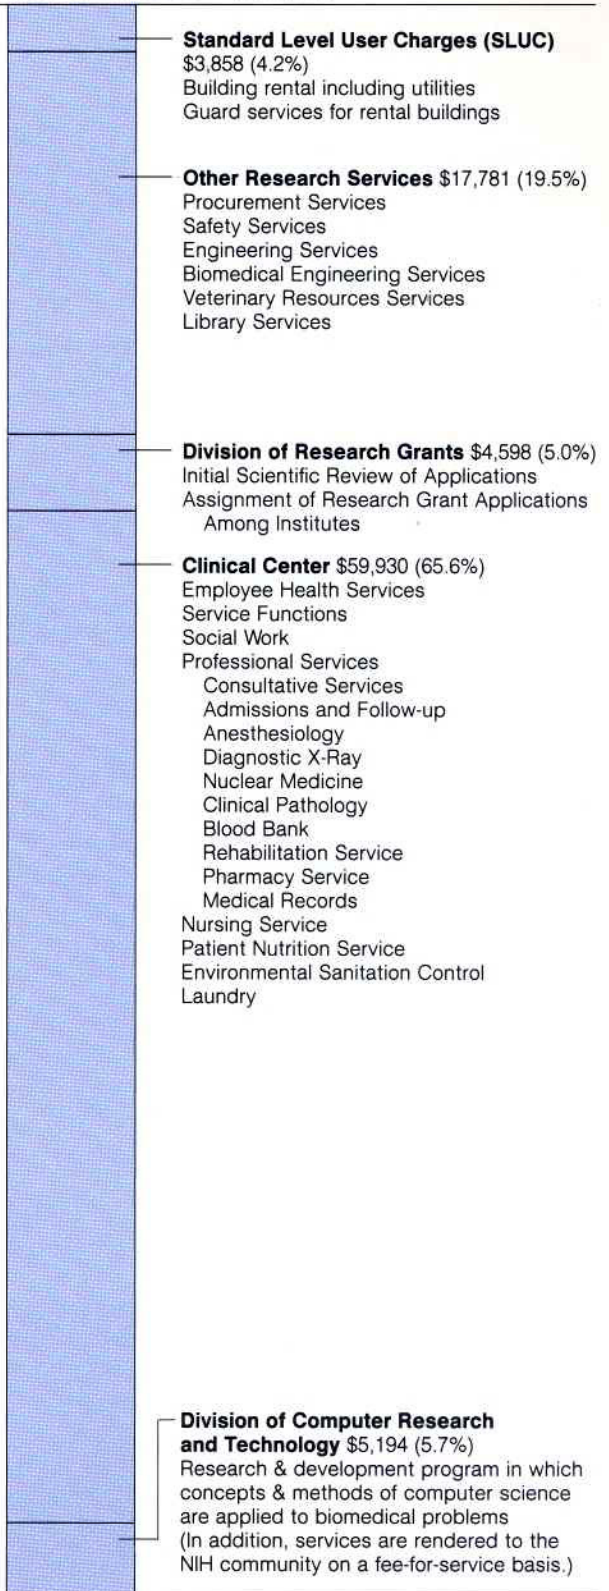 Standard Level User Charges (SLUC)
$3,858 (4.2%)
Building rental including utilities
Guard services for rental buildings
Other Research Services $17,781 (19.5%)
Procurement Services
Safety Services
Engineering Services
Biomedical Engineering Services
Veterinary Resources Services
Library Services
Division of Research Grants $4,598 (5.0%)
Initial Scientific Review of Applications
Assignment of Research Grant Applications
Among Institutes
Clinical Center $59,930 (65.6%)
Employee Health Services
Service Functions
Social Work
Professional Services
Consultative Services
Admissions and Follow-up
Anesthesiology
Diagnostic X-Ray
Nuclear Medicine
Clinical Pathology
Blood Bank
Rehabilitation Service
Pharmacy Service
Medical Records
Nursing Service
Patient Nutrition Service
Environmental Sanitation Control
Laundry
Division of Computer Research
and Technology $5,194 (5.7%)
Research & development program in which
concepts & methods of computer science
are applied to biomedical problems
(In addition, services are rendered to the
NIH community on a fee-for-service basis.)